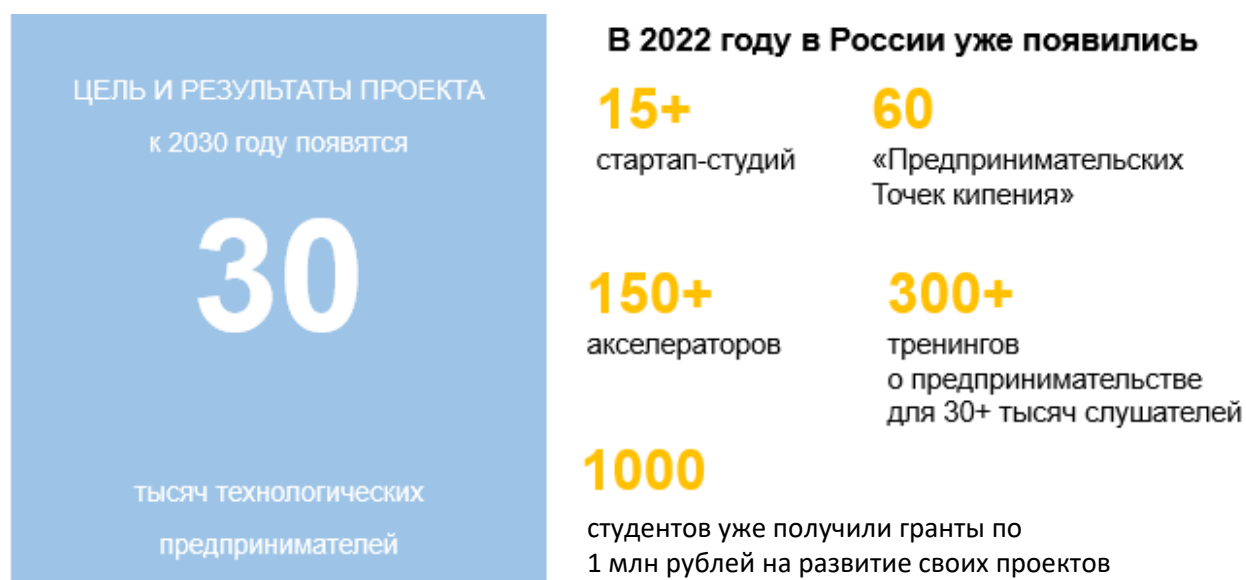 ЦЕЛЬ И РЕЗУЛЬТАТЫ ПРОЕКТА
к 2030 году появятся
30
тысяч технологических
предпринимателей
В 2022 году в России уже появились
15+
стартап-студий
60
«Предпринимательских
Точек кипения»
150+
акселераторов
300+
тренингов
о предпринимательстве
для 30+ тысяч слушателей
1000
студентов уже получили гранты по
1 млн рублей на развитие своих проектов